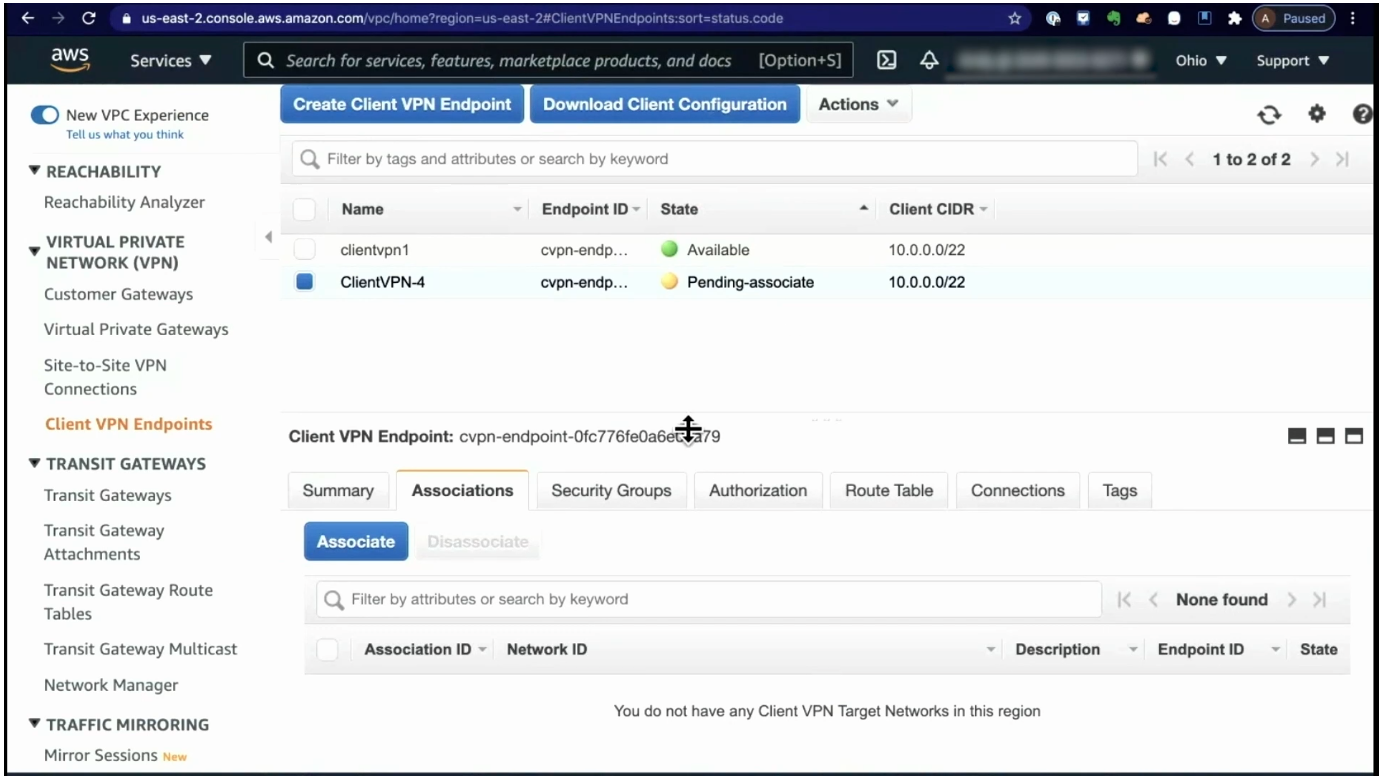 us-east-2.console.aws.amazon.com/vpc/home?region=us-east-2#ClientVPNEndpoints:sort=status.code
A Paused
aws Services Search for services, features, marketplace products, and docs [Option+S] Ohio Support
New VPC Experience
Tell us what you think
REACHABILITY
Reachability Analyzer
VIRTUAL PRIVATE
NETWORK (VPN)
Customer Gateways
Virtual Private Gateways
Site-to-Site VPN
Connections
Client VPN Endpoints
TRANSIT GATEWAYS
Transit Gateways
Transit Gateway
Attachments
Transit Gateway Route
Tables
Transit Gateway Multicast
Network Manager
TRAFFIC MIRRORING
Mirror Sessions New
Create Client VPN Endpoint Download Client Configuration Actions
Filter by tags and attributes or search by keyword 1 to 2 of 2
Name Endpoint ID State Client CIDR
clientvpn1 cvpn-endp... Available 10.0.0.0/22
ClientVPN-4 cvpn-endp... Pending-associate 10.0.0.0/22
Client VPN Endpoint:
Summary Associations Security Groups Authorization Route Table Connections Tags
Associate Disassociate
Filter by attributes or search by keyword None found
Association ID Network ID Description Endpoint ID State
You do not have any Client VPN Target Networks in this region